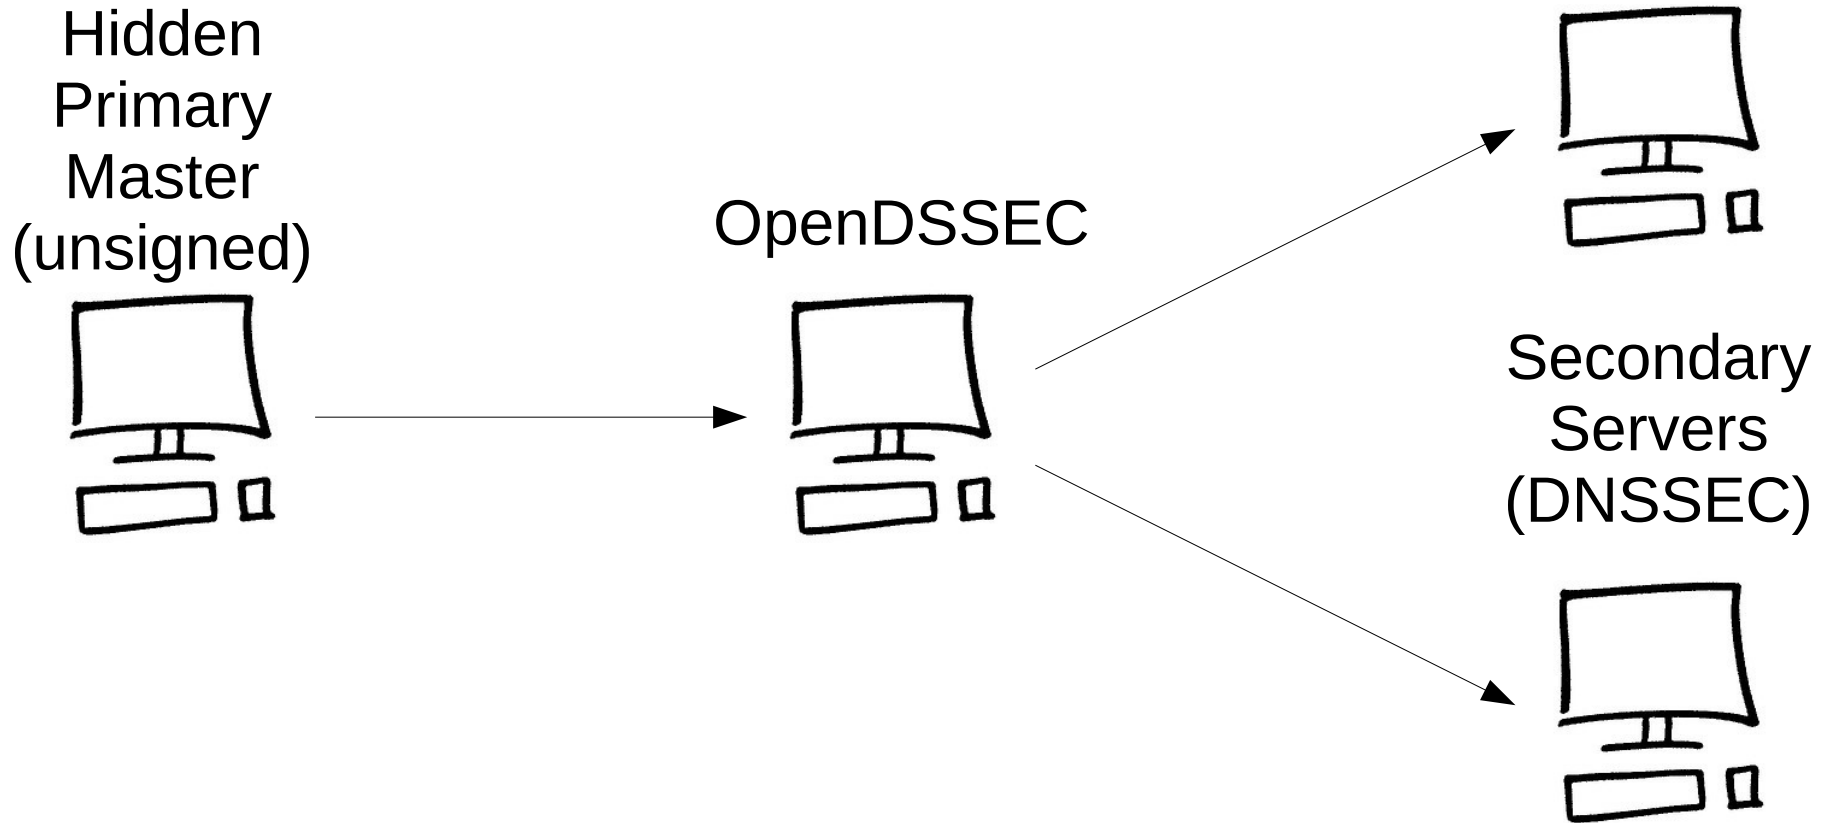 Hidden
Primary
Master
(unsigned)
OpenDSSEC
Secondary
Servers
(DNSSEC)